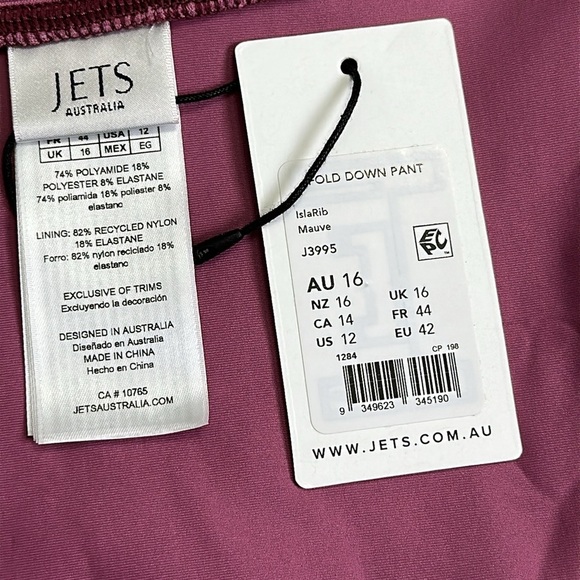 JETS
AUSTRALIA
FR 44 USA 12
UK 16 MEX EG
74% POLYAMIDE 18%
POLYESTER 8% ELASTANE
74% poliamida 18% poliester 8%
elastano
LINING: 82% RECYCLED NYLON
18% ELASTANE
Forro: 82% nylon reciclado 18%
elastano
EXCLUSIVE OF TRIMS
Excluyendo la decoración
DESIGNED IN AUSTRALIA
Diseñado en Australia
MADE IN CHINA
Hecho en China
CA # 10765
JETSAUSTRALIA.COM
FOLD DOWN PANT
IslaRib
Mauve
J3995
EPC
AU 16
NZ 16 UK 16
CA 14 FR 44
US 12 EU 42
1284 CP 198
9 349623 345190
WWW.JETS.COM.AU